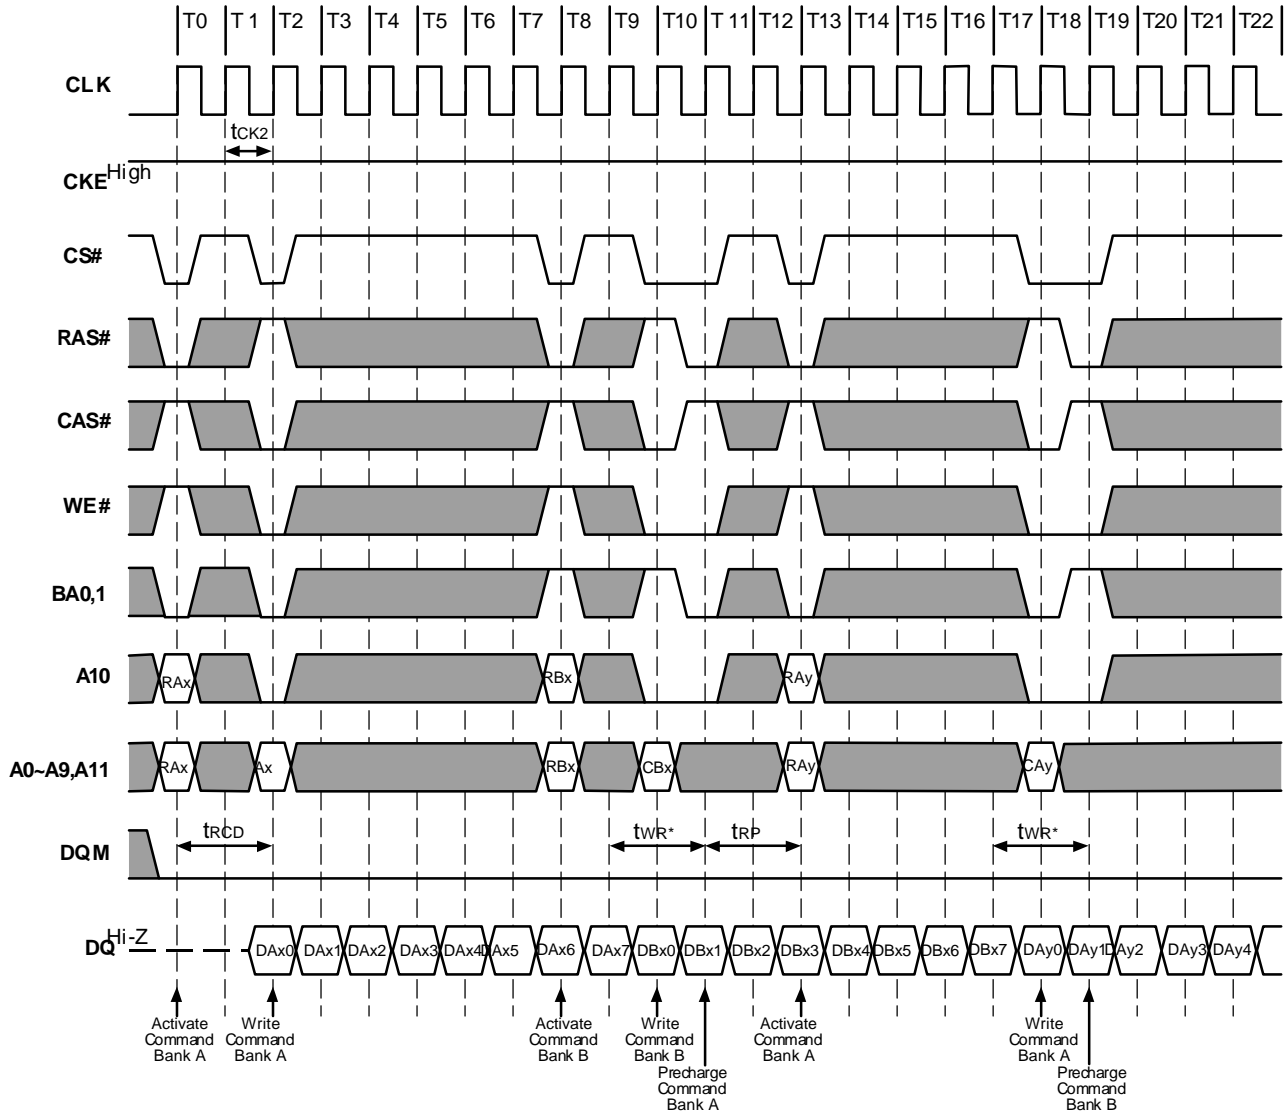 T0 T 1 T2 T3 T4 T5 T6 T7 T8 T9 T10 T 11 T12 T13 T14 T15 T16 T17 T18 T19 T20 T21 T22
CLK
tCK2
CKE High
CS#
RAS#
CAS#
WE#
BA0,1
A10 RAx RBx RAy
A0~A9,A11 RAx Ax RBx CBx RAy CAy
DQM tRCD tWR* tRP tWR*
DQ Hi-Z DAx0 DAx1 DAx2 DAx3 DAx4 DAx5 DAx6 DAx7 DBx0 DBx1 DBx2 DBx3 DBx4 DBx5 DBx6 DBx7 DAy0 DAy1 DAy2 DAy3 DAy4
Activate
Command
Bank A
Write
Command
Bank A
Activate
Command
Bank B
Write
Command
Bank B
Precharge
Command
Bank A
Activate
Command
Bank A
Write
Command
Bank A
Precharge
Command
Bank B